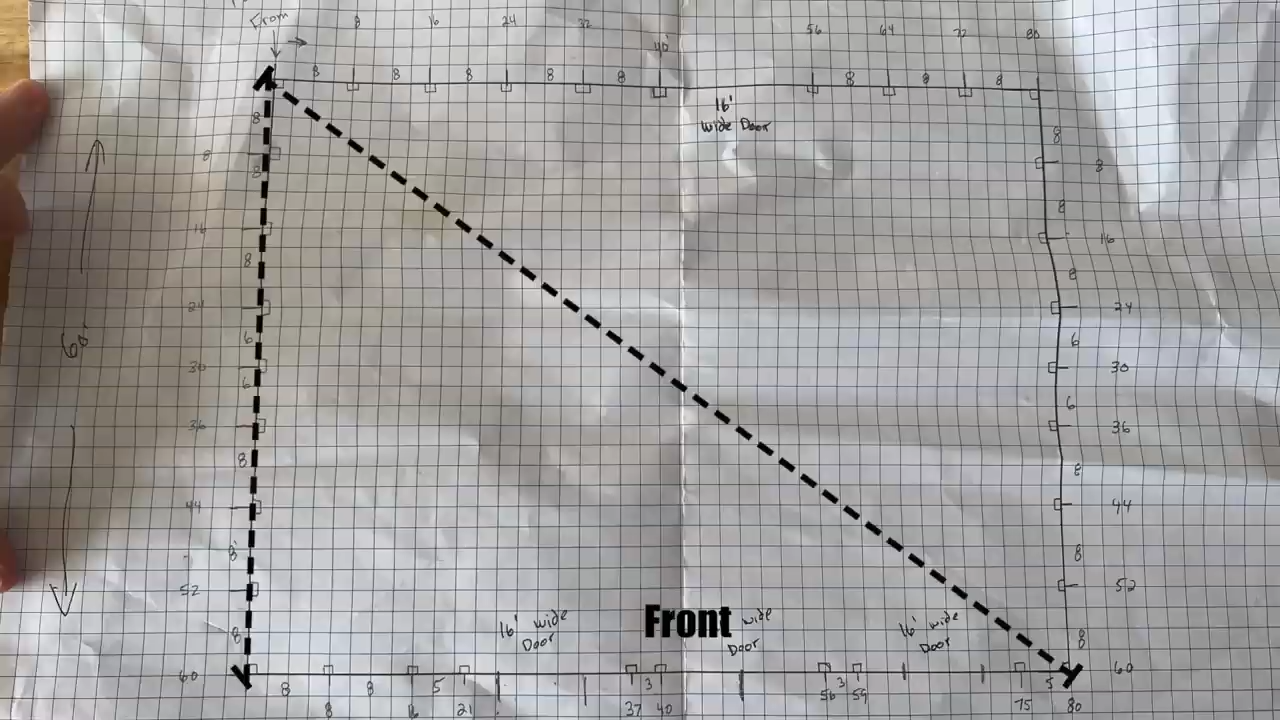 From
8 16 24 32 40' 56 64 72 80
8 8 8 8 8 8 8 8
16'
wide Door
8
8 8
8
8
8 8
8
16 16
8 8
24 24
6 6
30 30
6 6
36 36
8 8
44 44
8' 8
52 52
8 8
60'
60 60
16' wide
Door
Front
wide
Door
16' wide
Door
8 8 5 3 3 5
8 16 21 37 40 56 59 75 80